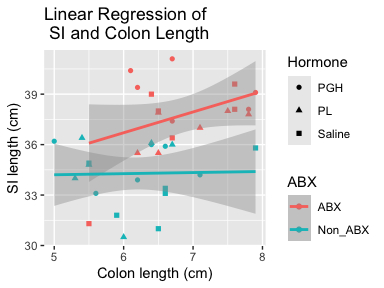 Linear Regression of
SI and Colon Length
SI length (cm)
39
36
33
30
5
6
7
8
Colon length (cm)
Hormone
PGH
PL
Saline
ABX
ABX
Non_ABX